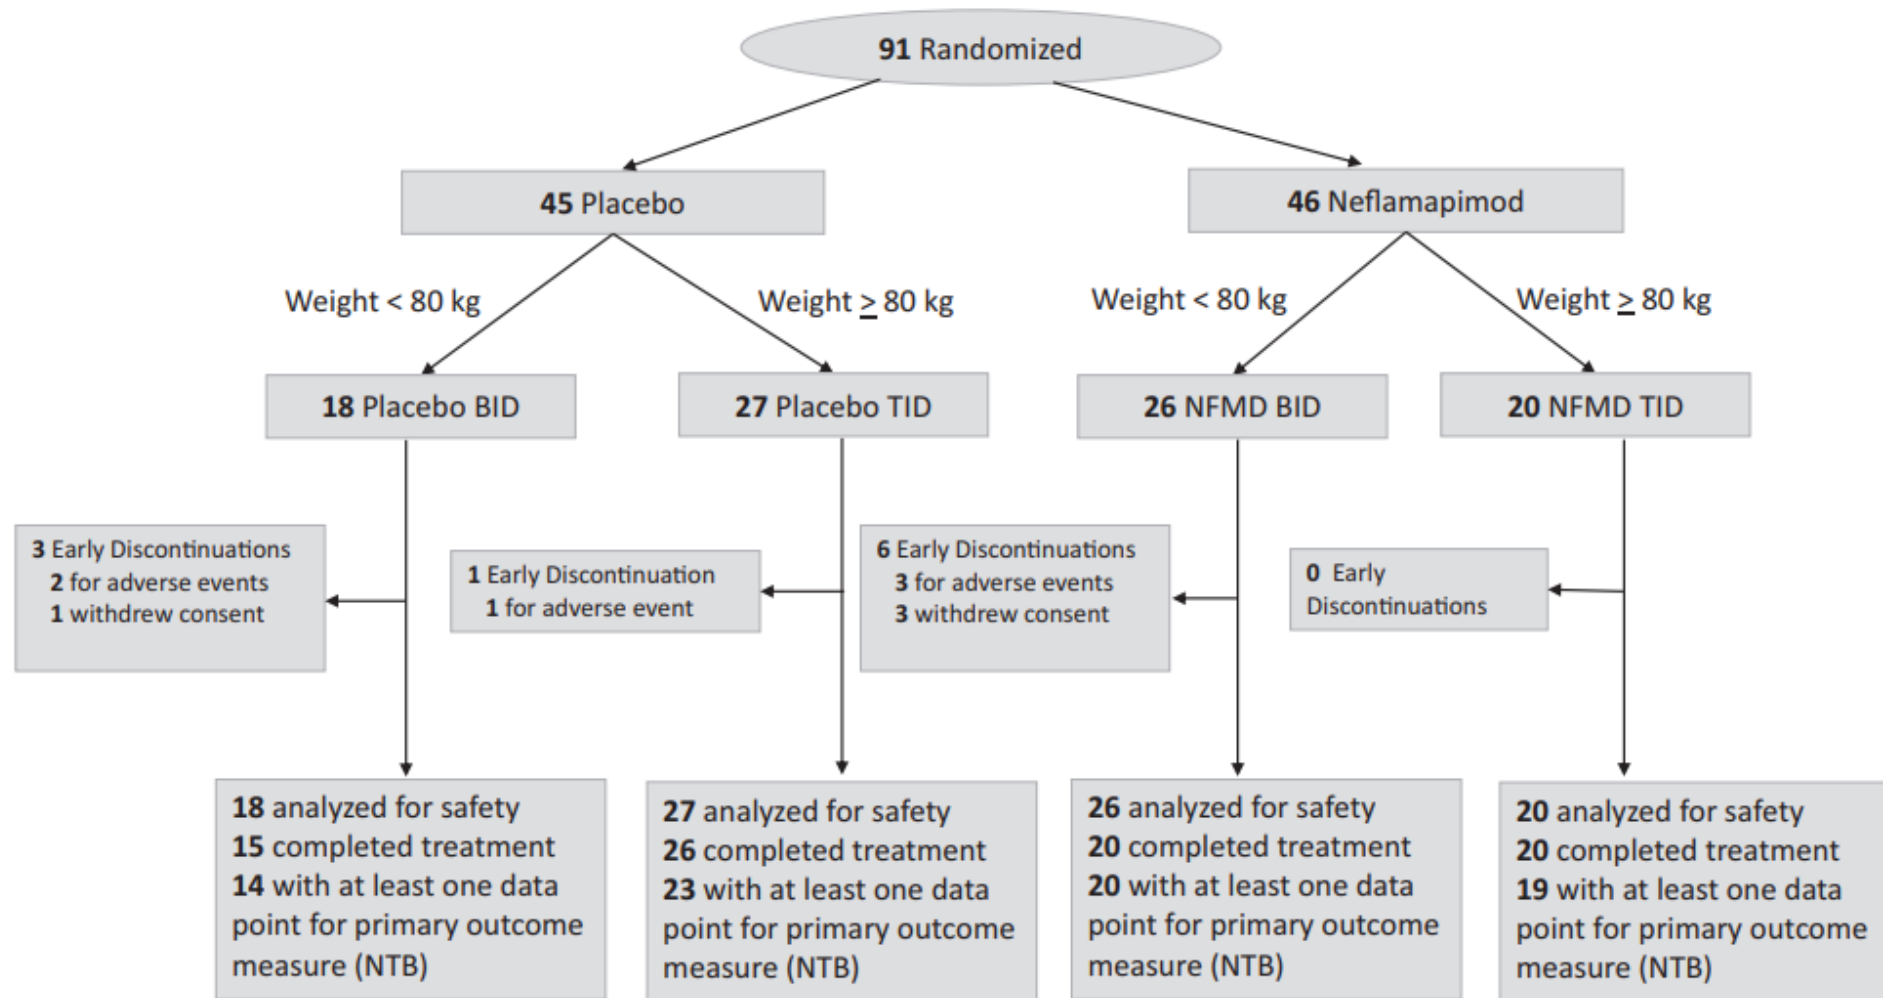 91 Randomized
45 Placebo
46 Neflamapimod
Weight < 80 kg
Weight ≥ 80 kg
Weight < 80 kg
Weight ≥ 80 kg
18 Placebo BID
27 Placebo TID
26 NFMD BID
20 NFMD TID
3 Early Discontinuations
2 for adverse events
1 withdrew consent
1 Early Discontinuation
1 for adverse event
6 Early Discontinuations
3 for adverse events
3 withdrew consent
0 Early
Discontinuations
18 analyzed for safety
15 completed treatment
14 with at least one data
point for primary outcome
measure (NTB)
27 analyzed for safety
26 completed treatment
23 with at least one data
point for primary outcome
measure (NTB)
26 analyzed for safety
20 completed treatment
20 with at least one data
point for primary outcome
measure (NTB)
20 analyzed for safety
20 completed treatment
19 with at least one data
point for primary outcome
measure (NTB)